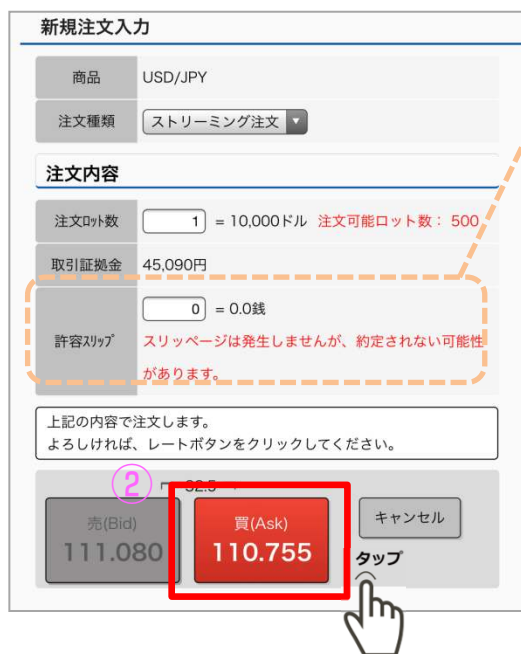 新規注文入力
商品 USD/JPY
注文種類 ストリーミング注文
注文内容
注文ロット数 1 = 10,000ドル 注文可能ロット数： 500
取引証拠金 45,090円
0 = 0.0銭
許容スリップ スリッページは発生しませんが、約定されない可能性
があります。
上記の内容で注文します。
よろしければ、レートボタンをクリックしてください。
②
売(Bid) 買(Ask) キャンセル
111.080 110.755
タップ